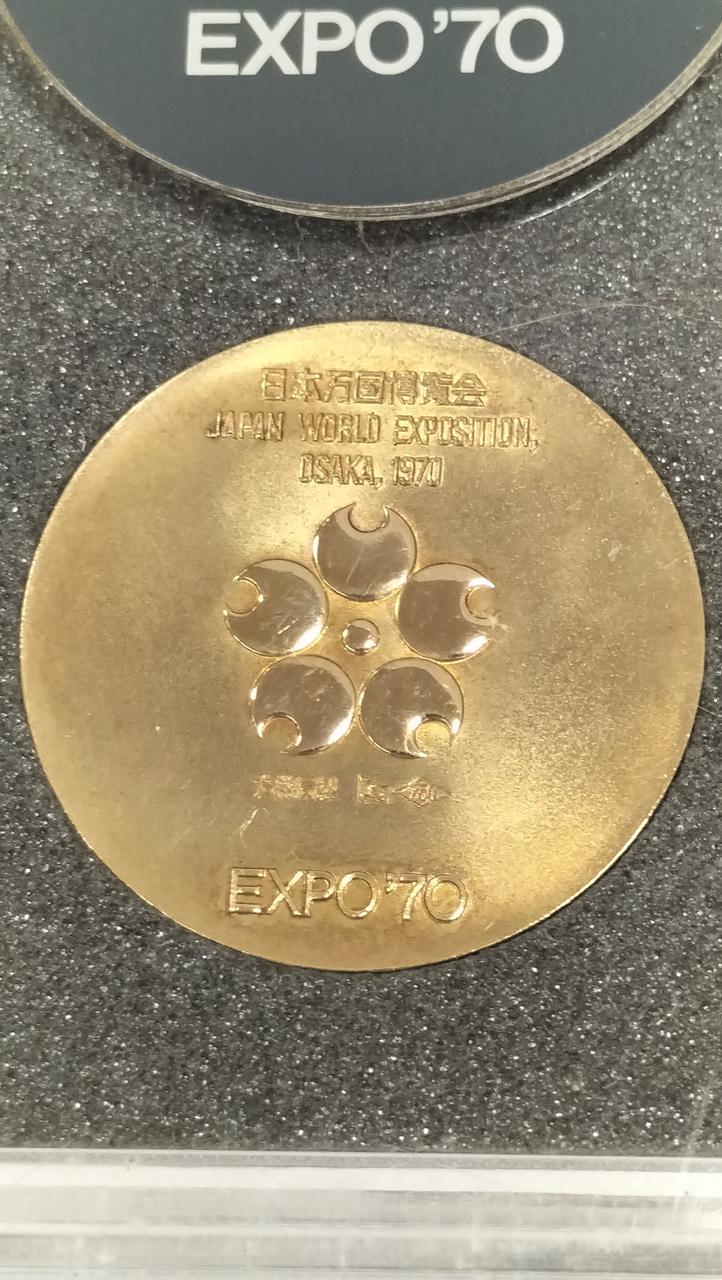 EXPO'70
日本万国博覧会
JAPAN WORLD EXPOSITION,
OSAKA, 1970
EXPO'70